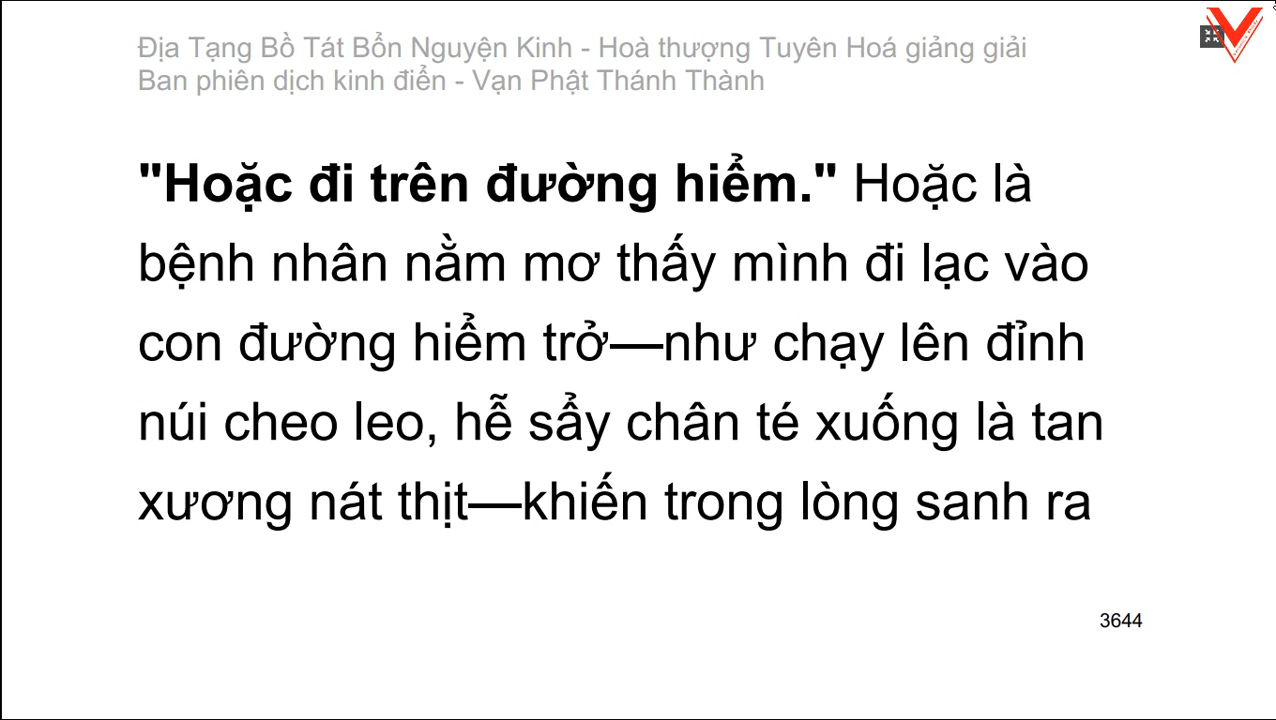 Địa Tạng Bồ Tát Bổn Nguyện Kinh - Hoà thượng Tuyên Hoá giảng giải
Ban phiên dịch kinh điển - Vạn Phật Thánh Thành
"Hoặc đi trên đường hiểm." Hoặc là
bệnh nhân nằm mơ thấy mình đi lạc vào
con đường hiểm trở—như chạy lên đỉnh
núi cheo leo, hễ sẩy chân té xuống là tan
xương nát thịt—khiến trong lòng sanh ra
3644